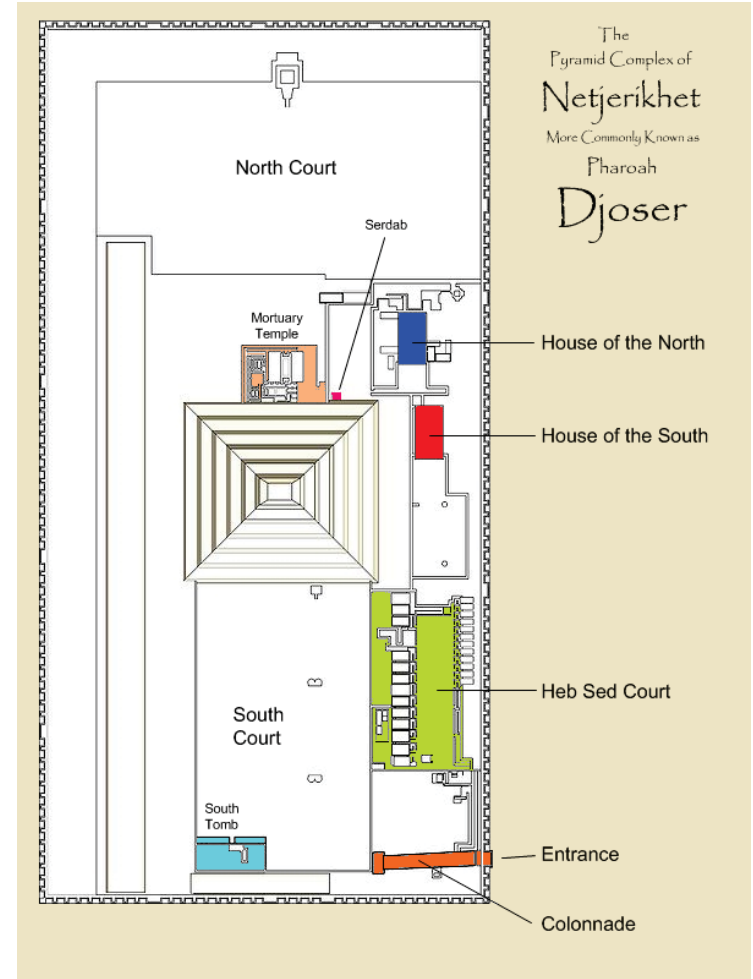 The
Pyramid Complex of
Netjerikhet
More Commonly Known as
Pharoah
Djoser
North Court
Serdab
Mortuary
Temple
House of the North
House of the South
Heb Sed Court
South
Court
South
Tomb
Entrance
Colonnade